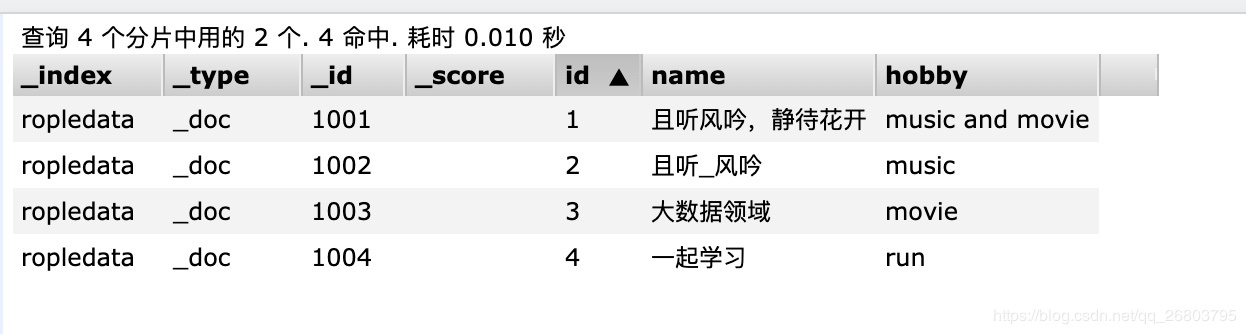 查询 4 个分片中用的 2 个. 4 命中. 耗时 0.010 秒
_index _type _id _score id ▲ name hobby
ropledata _doc 1001 1 且听风吟，静待花开 music and movie
ropledata _doc 1002 2 且听_风吟 music
ropledata _doc 1003 3 大数据领域 movie
ropledata _doc 1004 4 一起学习 run
https://blog.csdn.net/qq_26803795